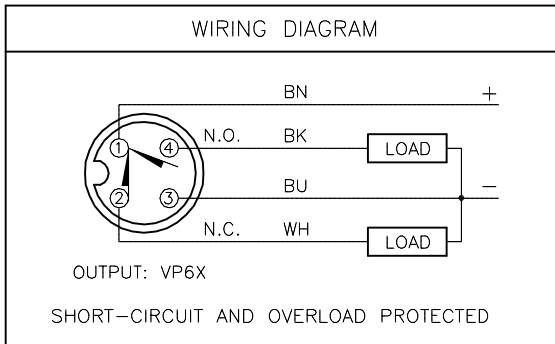 WIRING DIAGRAM
BN +
1 N.O. 4 BK LOAD
BU −
2 3
N.C. WH LOAD
OUTPUT: VP6X
SHORT-CIRCUIT AND OVERLOAD PROTECTED